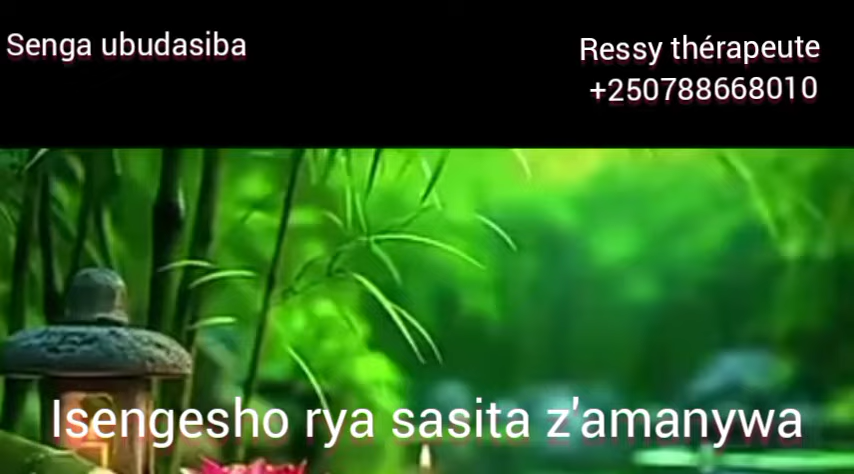 Senga ubudasiba
Ressy thérapeute
+250788668010
Isengesho rya sasita z'amanywa